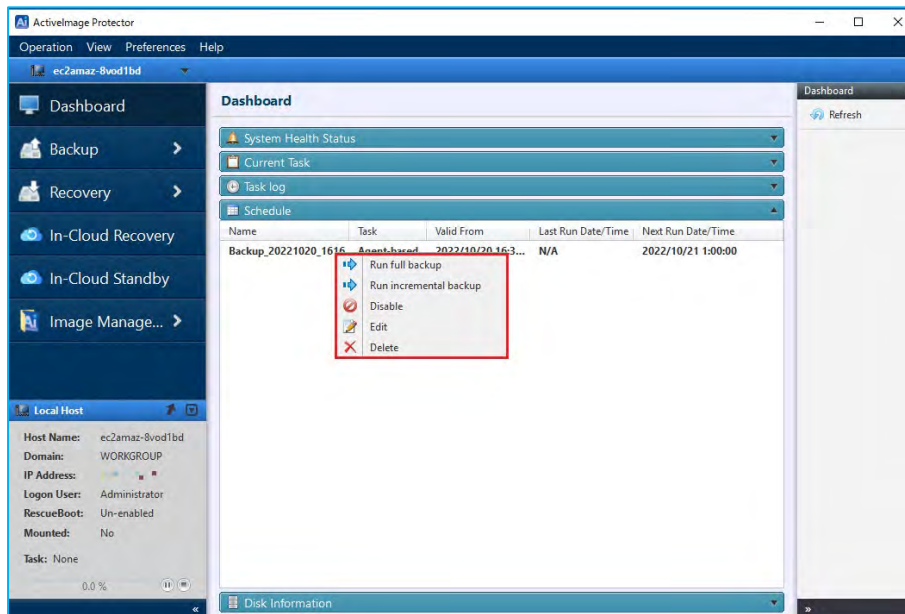 ActiveImage Protector
Operation View Preferences Help
ec2amaz-8vod1bd
Dashboard
Backup
Recovery
In-Cloud Recovery
In-Cloud Standby
Image Manage...
Local Host
Host Name: ec2amaz-8vod1bd
Domain: WORKGROUP
IP Address:
Logon User: Administrator
RescueBoot: Un-enabled
Mounted: No
Task: None
0.0 %
«
Dashboard
System Health Status
Current Task
Task log
Schedule
Name Task Valid From Last Run Date/Time Next Run Date/Time
Backup_20221020_1616 Agent-based 2022/10/20 16:3... N/A 2022/10/21 1:00:00
Run full backup
Run incremental backup
Disable
Edit
Delete
Disk Information
Dashboard
Refresh
»